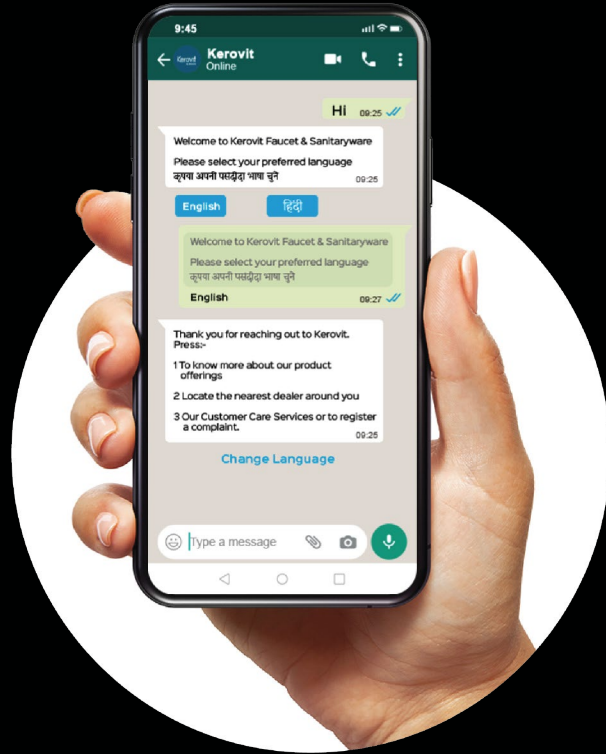 9:45
Kerovit
Kerovit
Online
Hi 09:25
Welcome to Kerovit Faucet & Sanitaryware
Please select your preferred language
कृपया अपनी पसंदीदा भाषा चुनें
09:25
English
हिंदी
Welcome to Kerovit Faucet & Sanitaryware
Please select your preferred language
कृपया अपनी पसंदीदा भाषा चुनें
English 09:27
Thank you for reaching out to Kerovit.
Press:-
1 To know more about our product
offerings
2 Locate the nearest dealer around you
3 Our Customer Care Services or to register
a complaint.
09:25
Change Language
Type a message